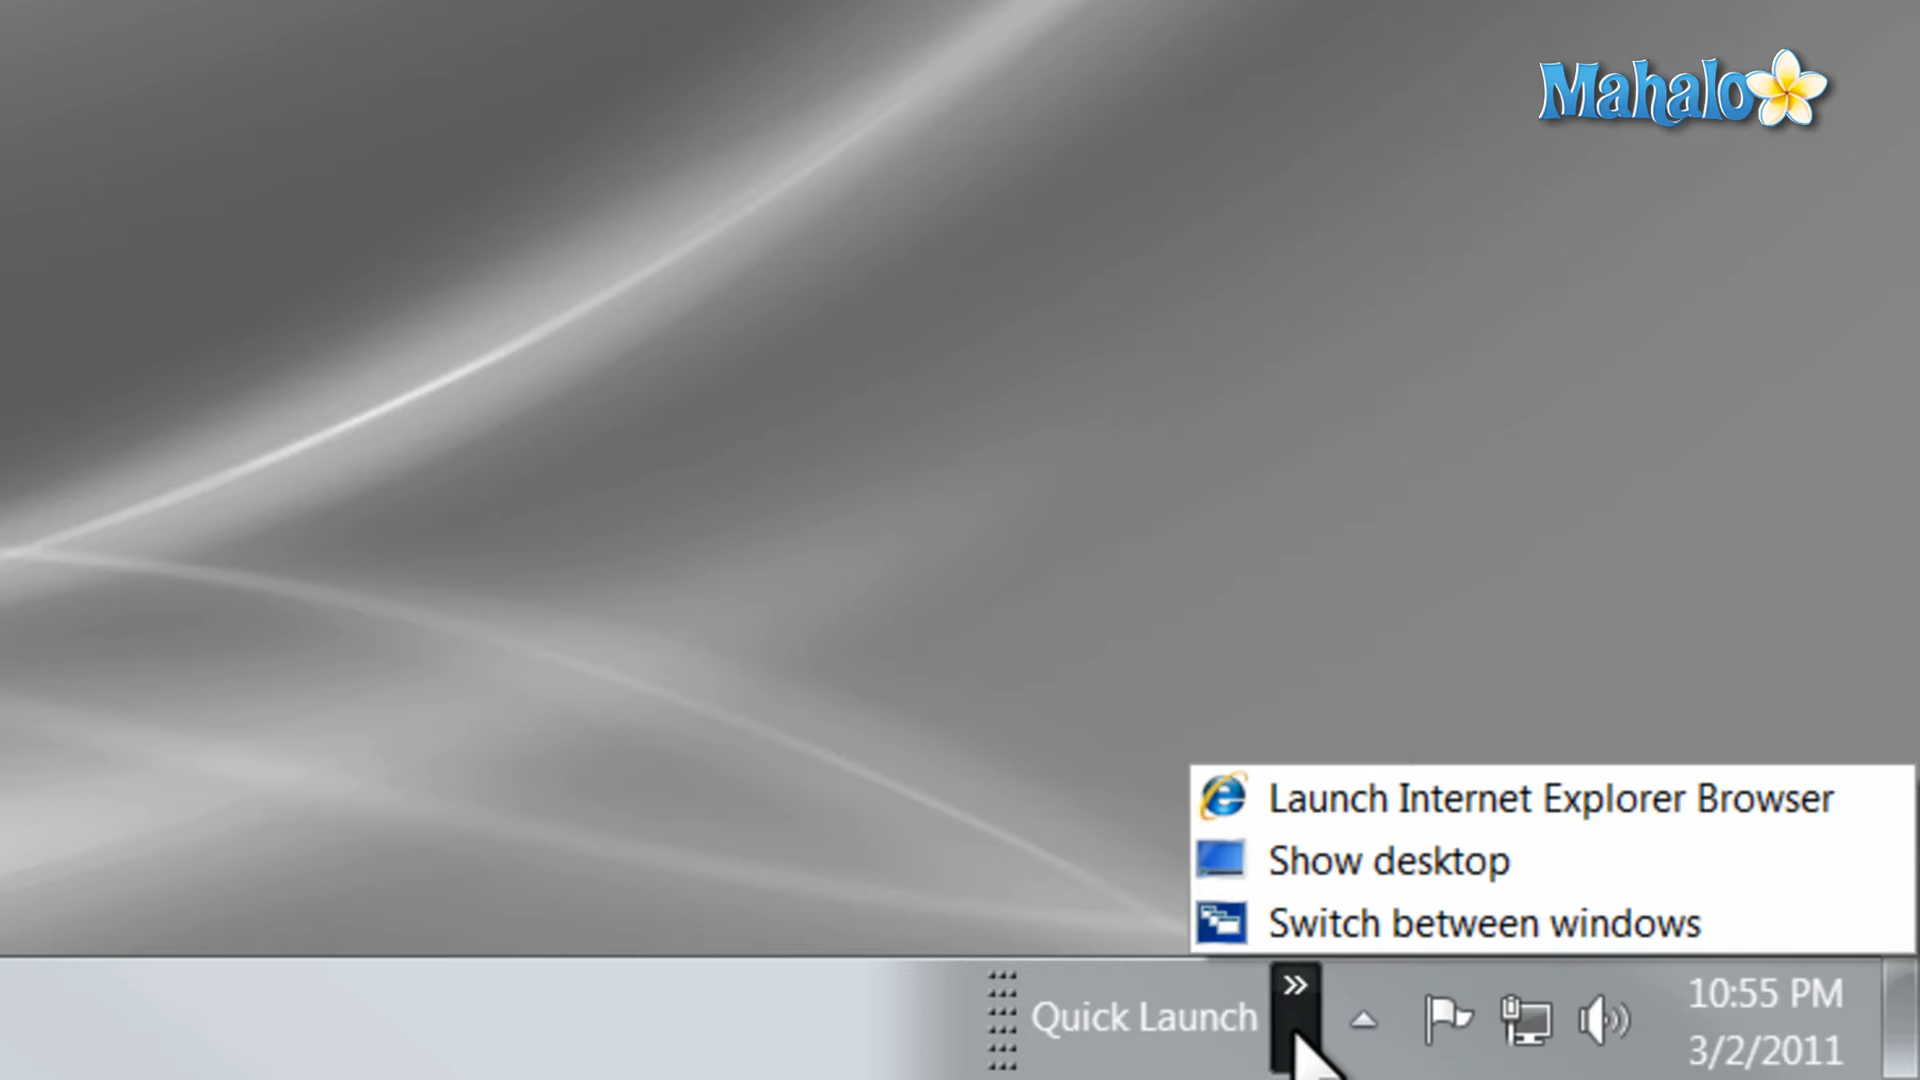 Mahalo
Launch Internet Explorer Browser
Show desktop
Switch between windows
Quick Launch
10:55 PM
3/2/2011